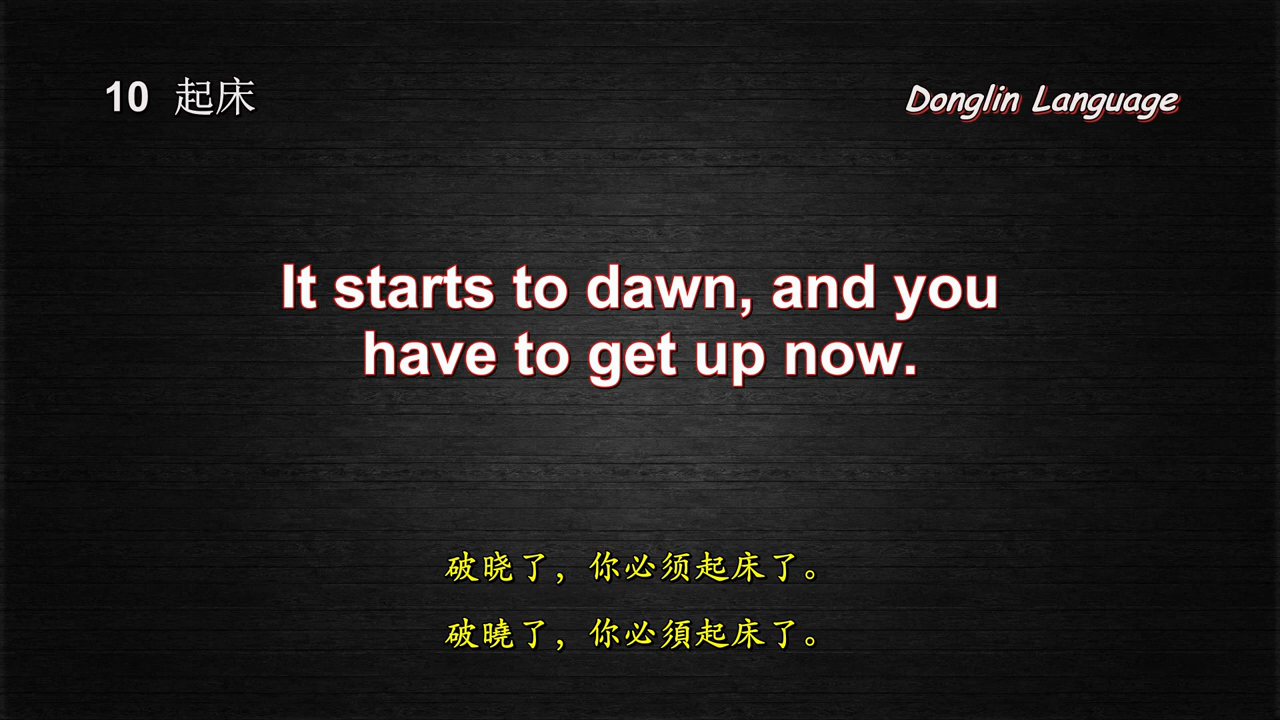 10 起床
Donglin Language
It starts to dawn, and you
have to get up now.
破晓了，你必须起床了。
破曉了，你必須起床了。